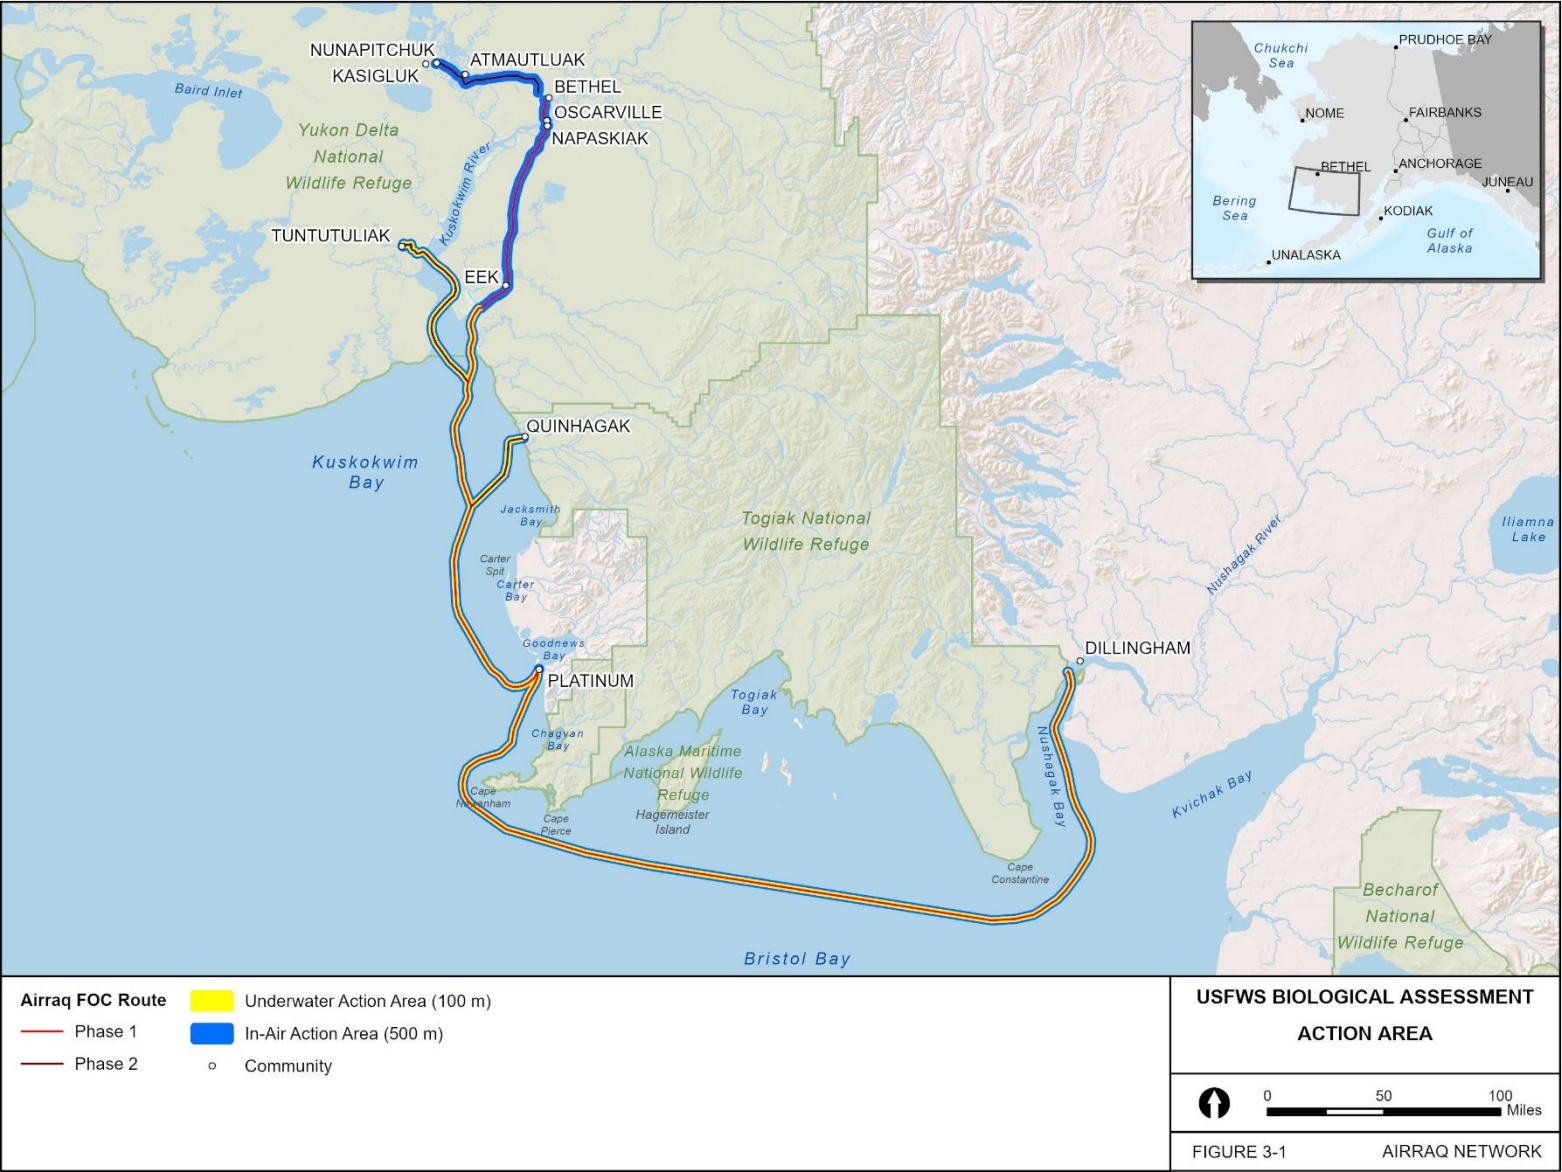 NUNAPITCHUK
KASIGLUK
ATMAUTLUAK
BETHEL
OSCARVILLE
NAPASKIAK
Baird Inlet
Yukon Delta
National
Wildlife Refuge
Kuskokwim River
TUNTUTULIAK
EEK
QUINHAGAK
Kuskokwim
Bay
Jacksmith
Bay
Carter
Spit
Carter
Bay
Goodnews
Bay
PLATINUM
Chagvan
Bay
Cape
Newenham
Cape
Pierce
Togiak National
Wildlife Refuge
Togiak
Bay
Alaska Maritime
National Wildlife
Refuge
Hagemeister
Island
DILLINGHAM
Nushagak River
Nushagak Bay
Kvichak Bay
Iliamna
Lake
Cape
Constantine
Becharof
National
Wildlife Refuge
Bristol Bay
Chukchi
Sea
PRUDHOE BAY
NOME
FAIRBANKS
BETHEL
ANCHORAGE
JUNEAU
Bering
Sea
KODIAK
Gulf of
Alaska
UNALASKA
Airraq FOC Route
Phase 1
Phase 2
Underwater Action Area (100 m)
In-Air Action Area (500 m)
Community
USFWS BIOLOGICAL ASSESSMENT
ACTION AREA
0 50 100
Miles
FIGURE 3-1 AIRRAQ NETWORK